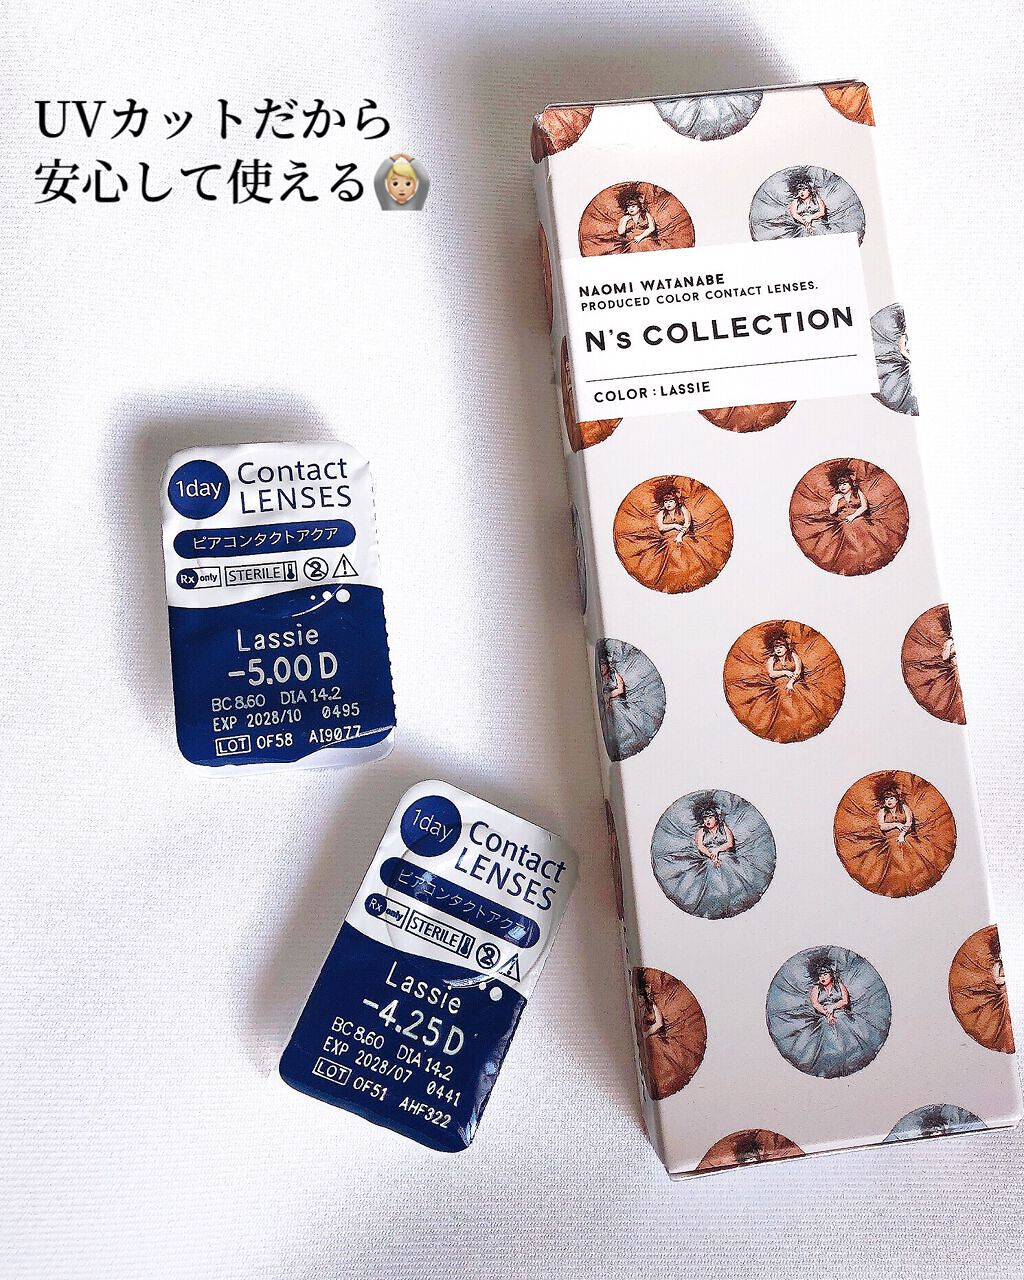 UVカットだから
安心して使える🙆🏼
NAOMI WATANABE
PRODUCED COLOR CONTACT LENSES.
N's COLLECTION
COLOR : LASSIE
1day
Contact
LENSES
ピアコンタクトアクア
Rx only STERILE 2
Lassie
-5.00 D
BC 8.60 DIA 14.2
EXP 2028/10 0495
LOT OF58 AI9077
1day
Contact
LENSES
ピアコンタクトアクア
Rx only STERILE 2
Lassie
-4.25 D
BC 8.60 DIA 14.2
EXP 2028/07 0441
LOT OF51 AHF322